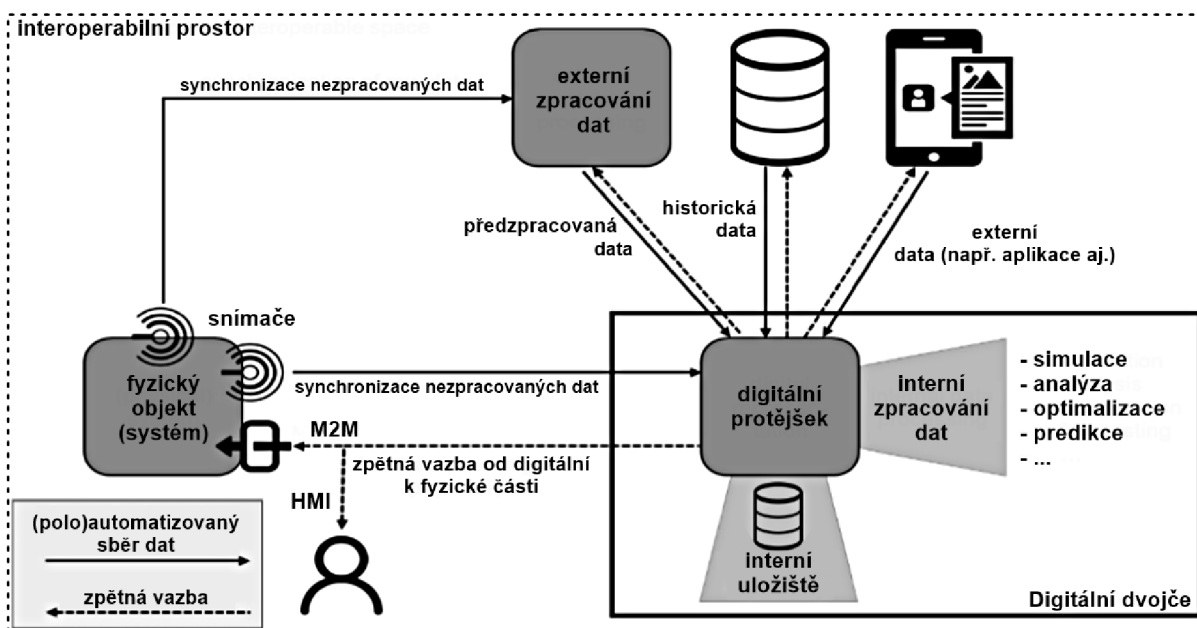 interoperabilní prostor
synchronizace nezpracovaných dat
externí
zpracování
dat
předzpracovaná
data
historická
data
externí
data (např. aplikace aj.)
snímače
fyzický
objekt
(systém)
synchronizace nezpracovaných dat
digitální
protějšek
interní
zpracování
dat
- simulace
- analýza
- optimalizace
- predikce
- ...
M2M
zpětná vazba od digitální
k fyzické části
HMI
interní
uložiště
(polo)automatizovaný
sběr dat
zpětná vazba
Digitální dvojče